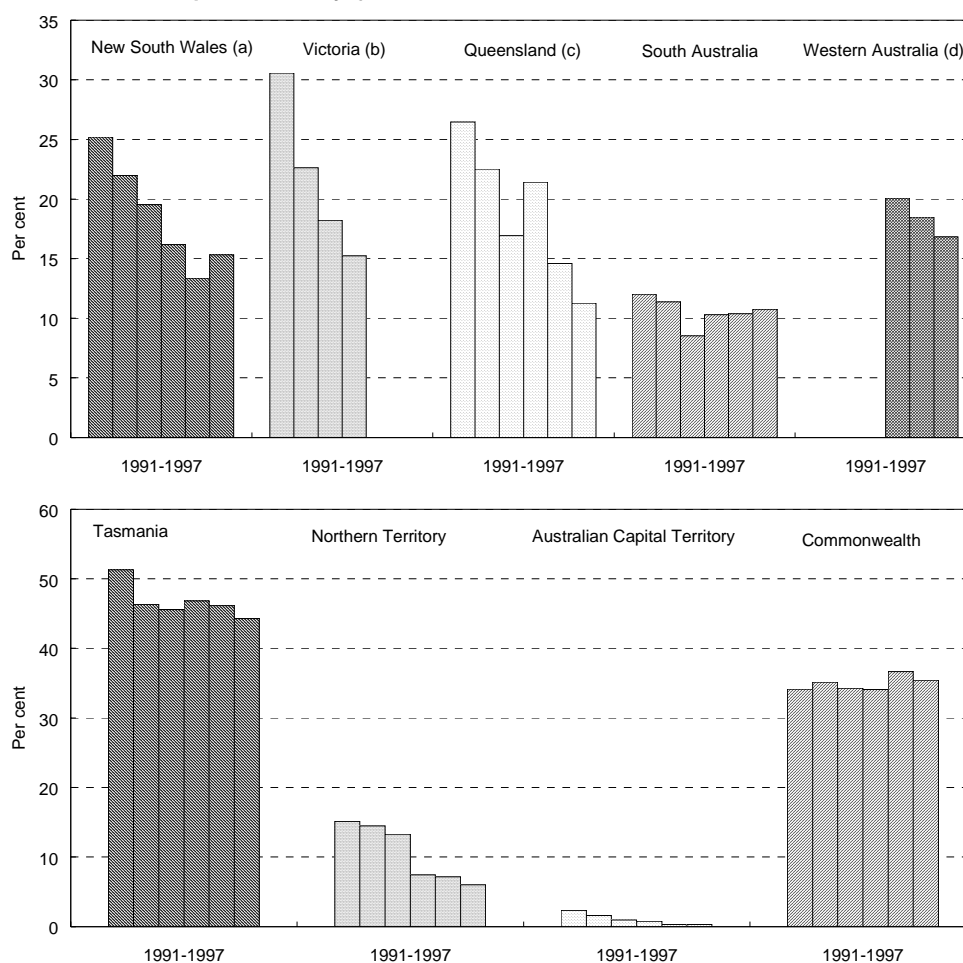 35
New South Wales (a) Victoria (b) Queensland (c) South Australia Western Australia (d)
30
25
20
15
10
5
0
Per cent
1991-1997 1991-1997 1991-1997 1991-1997 1991-1997
60
Tasmania Northern Territory Australian Capital Territory Commonwealth
50
40
30
20
10
0
Per cent
1991-1997 1991-1997 1991-1997 1991-1997